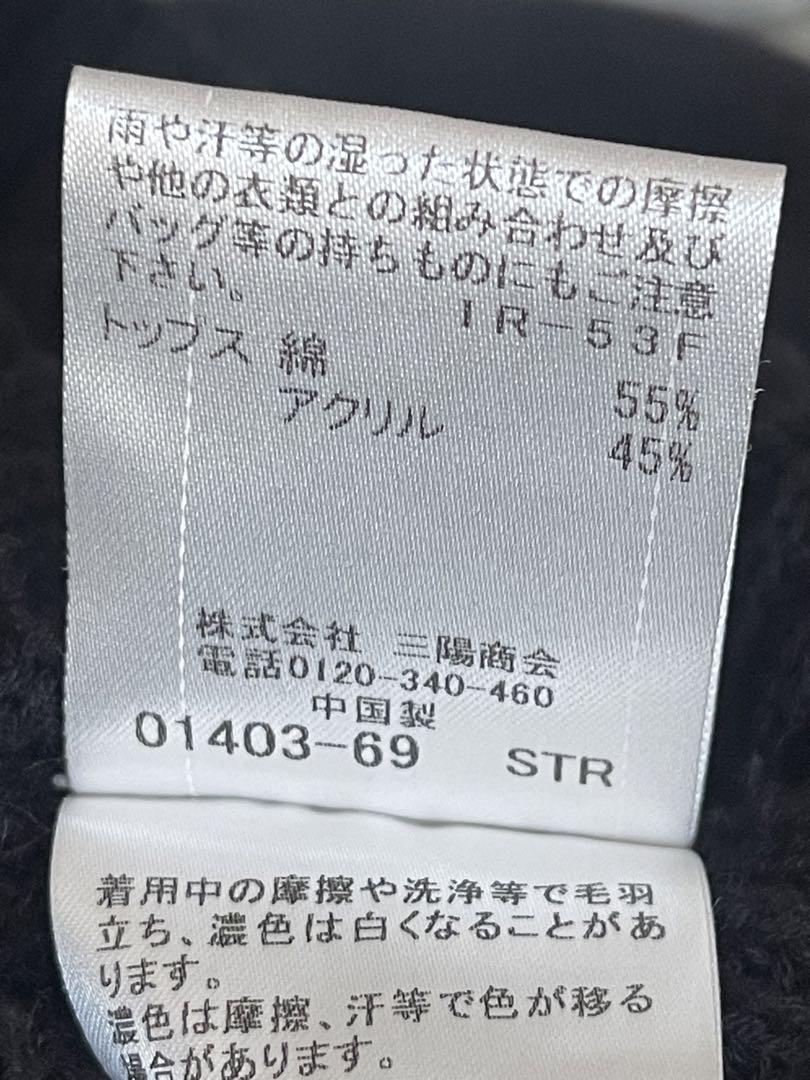 雨や汗等の湿った状態での摩擦
や他の衣類との組み合わせ及び
バッグ等の持ちものにもご注意
下さい。
IR-53F
トップス 綿 55%
アクリル 45%
株式会社 三陽商会
電話0120-340-460
中国製
01403-69 STR
着用中の摩擦や洗浄等で毛羽
立ち、濃色は白くなることがあ
ります。
濃色は摩擦、汗等で色が移る
場合があります。